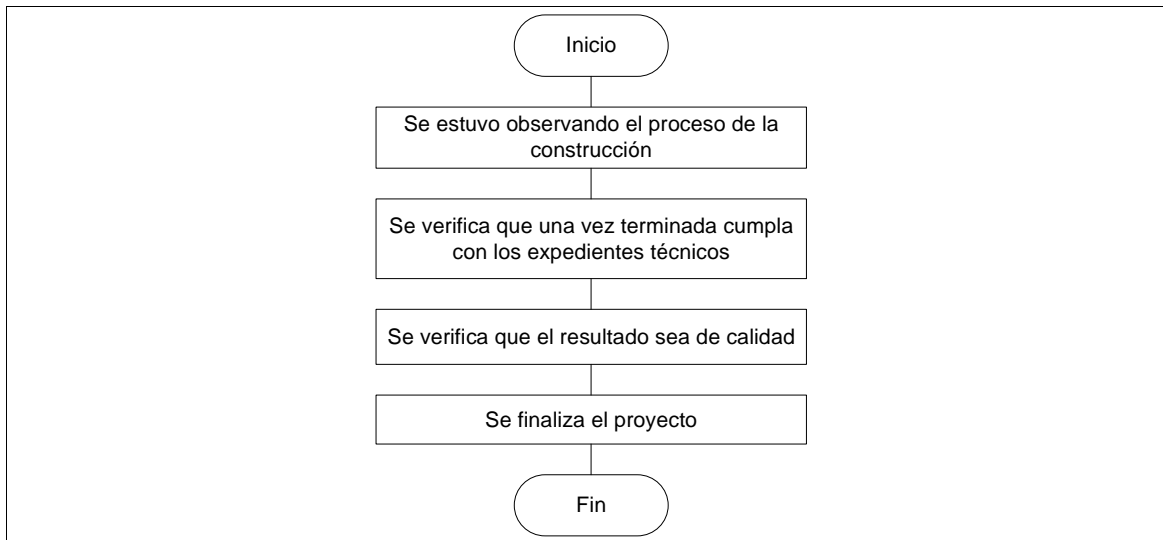 Inicio
Se estuvo observando el proceso de la
construcción
Se verifica que una vez terminada cumpla
con los expedientes técnicos
Se verifica que el resultado sea de calidad
Se finaliza el proyecto
Fin